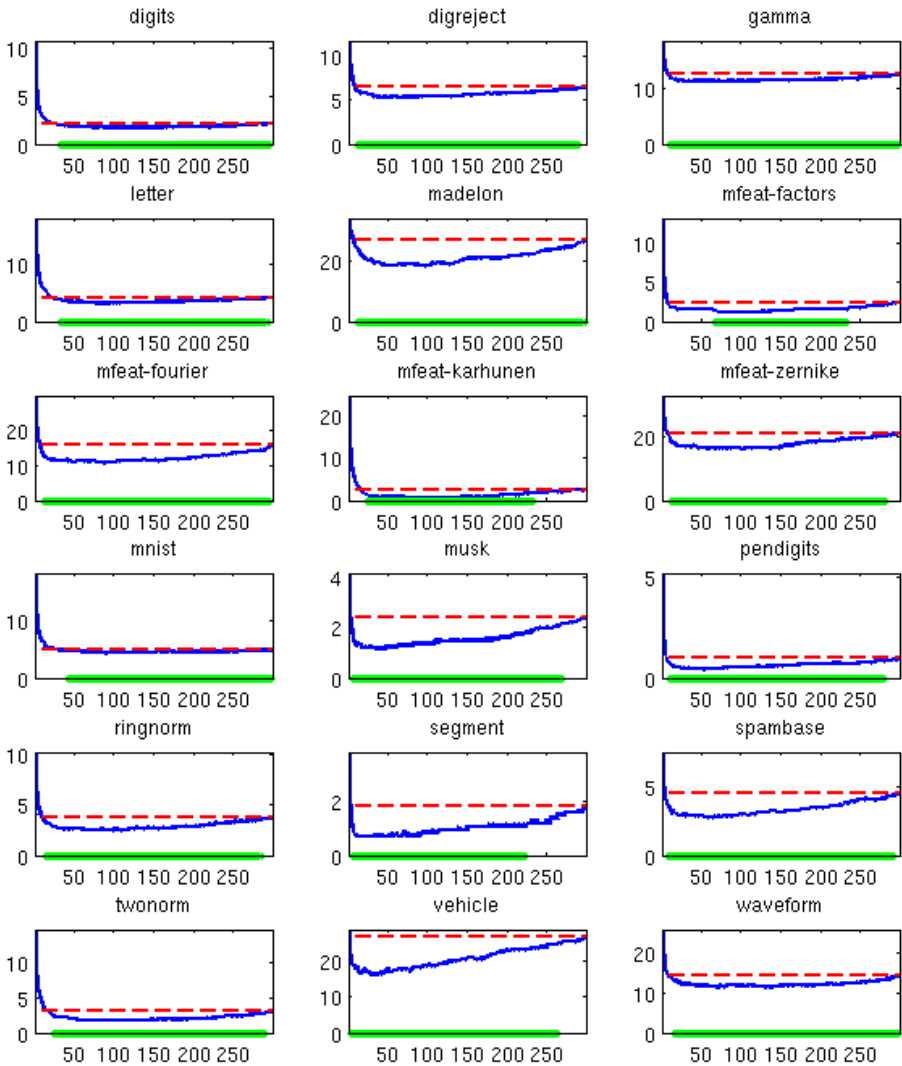 digits digreject gamma
10 10
5 5 10
0 0 0
50 100 150 200 250 50 100 150 200 250 50 100 150 200 250
letter madelon mfeat-factors
10 20 10
5
0 0 0
50 100 150 200 250 50 100 150 200 250 50 100 150 200 250
mfeat-fourier mfeat-karhunen mfeat-zernike
20 20 20
10 10
0 0 0
50 100 150 200 250 50 100 150 200 250 50 100 150 200 250
mnist musk pendigits
4 5
10 2
0 0 0
50 100 150 200 250 50 100 150 200 250 50 100 150 200 250
ringnorm segment spambase
10
5 2 5
0 0 0
50 100 150 200 250 50 100 150 200 250 50 100 150 200 250
twonorm vehicle waveform
10 20 20
5 10 10
0 0 0
50 100 150 200 250 50 100 150 200 250 50 100 150 200 250